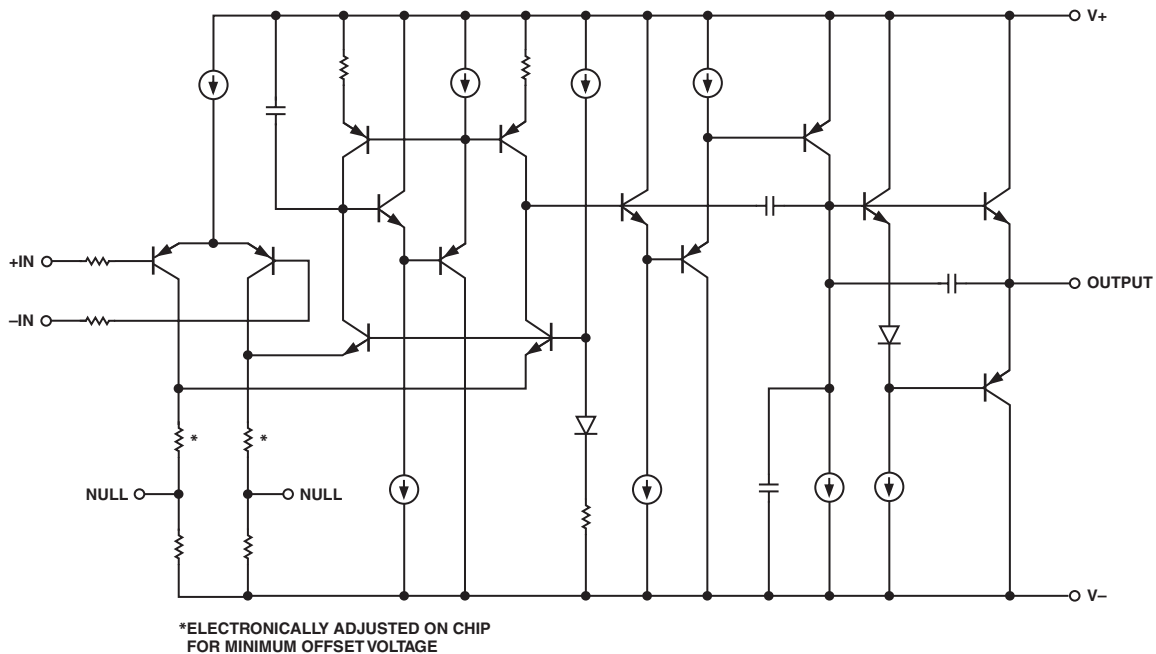 V+
+IN
–IN
OUTPUT
*
*
NULL
NULL
V–
*ELECTRONICALLY ADJUSTED ON CHIP
FOR MINIMUM OFFSET VOLTAGE